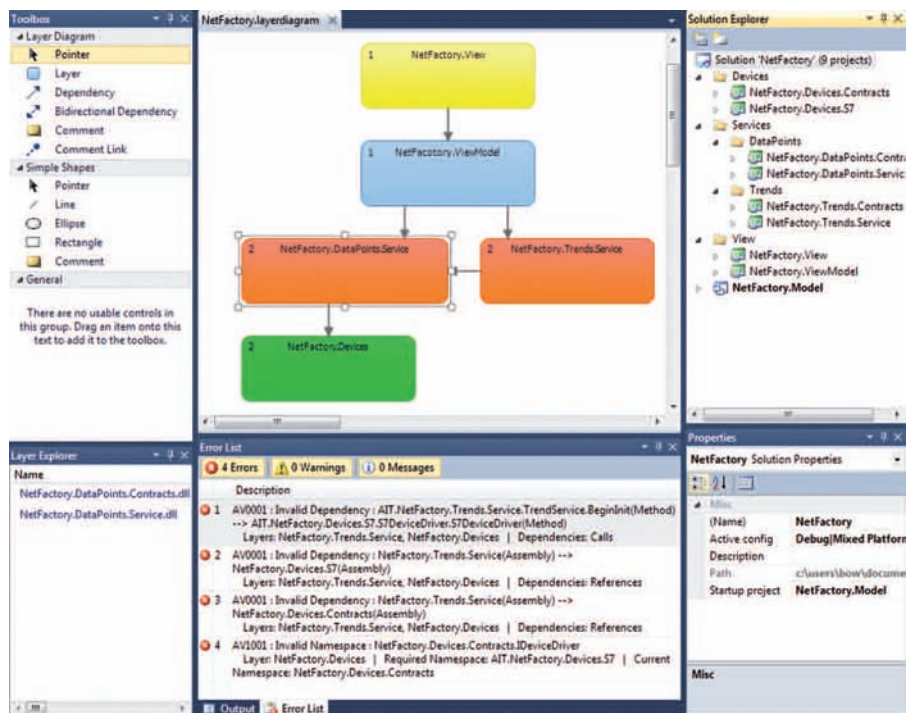 Toolbox
Layer Diagram
Pointer
Layer
Dependency
Bidirectional Dependency
Comment
Comment Link
Simple Shapes
Pointer
Line
Ellipse
Rectangle
Comment
General
There are no usable controls in
this group. Drag an item onto this
text to add it to the toolbox.
NetFactory.layerdiagram
1 NetFactory.View
1 NetFacotory.ViewModel
2 NetFactory.DataPoints.Service
2 NetFactory.Trends.Service
2 NetFactory.Devices
Solution Explorer
Solution 'NetFactory' (9 projects)
Devices
NetFactory.Devices.Contracts
NetFactory.Devices.S7
Services
DataPoints
NetFactory.DataPoints.Contra
NetFactory.DataPoints.Servic
Trends
NetFactory.Trends.Contracts
NetFactory.Trends.Service
View
NetFactory.View
NetFactory.ViewModel
NetFactory.Model
Layer Explorer
Name
NetFactory.DataPoints.Contracts.dll
NetFactory.DataPoints.Service.dll
Error List
4 Errors 0 Warnings 0 Messages
Description
1 AV0001 : Invalid Dependency : AIT.NetFactory.Trends.Service.TrendService.BeginInit(Method)
--> AIT.NetFactory.Devices.S7.S7DeviceDriver.S7DeviceDriver(Method)
Layers: NetFactory.Trends.Service, NetFactory.Devices | Dependencies: Calls
2 AV0001 : Invalid Dependency : NetFactory.Trends.Service(Assembly) -->
NetFactory.Devices.S7(Assembly)
Layers: NetFactory.Trends.Service, NetFactory.Devices | Dependencies: References
3 AV0001 : Invalid Dependency : NetFactory.Trends.Service(Assembly) -->
NetFactory.Devices.Contracts(Assembly)
Layers: NetFactory.Trends.Service, NetFactory.Devices | Dependencies: References
4 AV1001 : Invalid Namespace : NetFactory.Devices.Contracts.IDeviceDriver
Layer: NetFactory.Devices | Required Namespace: AIT.NetFactory.Devices.S7 | Current
Namespace: NetFactory.Devices.Contracts
Output Error List
Properties
NetFactory Solution Properties
Misc
(Name) NetFactory
Active config Debug|Mixed Platform
Description
Path c:\users\bow\docume
Startup project NetFactory.Model
Misc